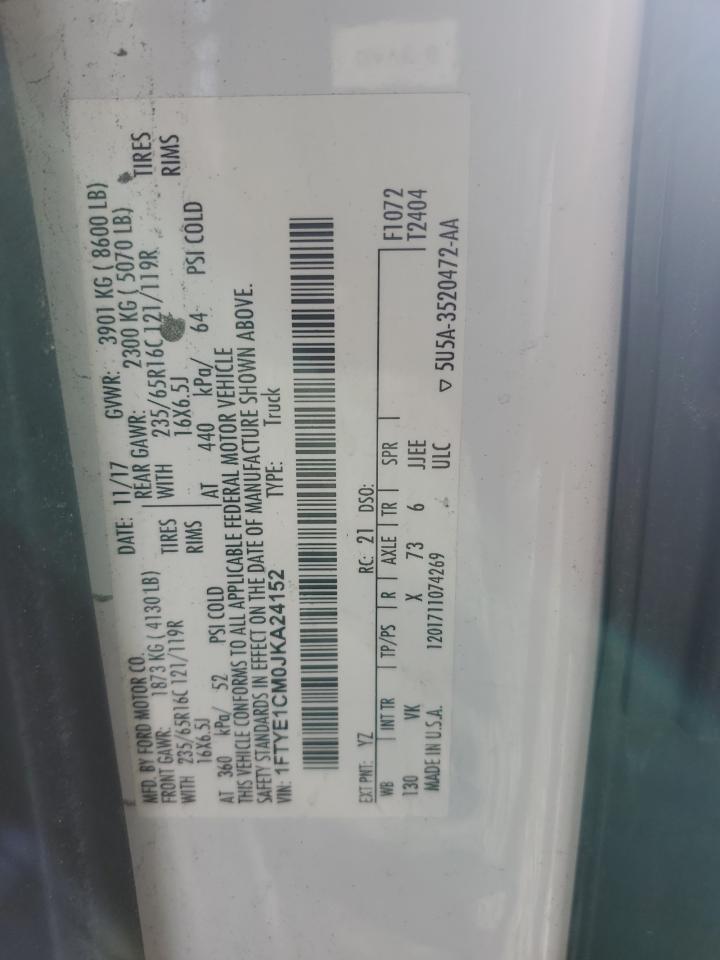 MFD. BY FORD MOTOR CO. DATE: 11/17 GVWR: 3901 KG ( 8600 LB)
FRONT GAWR: 1873 KG ( 4130 LB) REAR GAWR: 2300 KG ( 5070 LB)
WITH 235/65R16C 121/119R TIRES WITH 235/65R16C 121/119R TIRES
16X6.5J RIMS 16X6.5J RIMS
AT 360 kPa/ 52 PSI COLD AT 440 kPa/ 64 PSI COLD
THIS VEHICLE CONFORMS TO ALL APPLICABLE FEDERAL MOTOR VEHICLE
SAFETY STANDARDS IN EFFECT ON THE DATE OF MANUFACTURE SHOWN ABOVE.
VIN: 1FTYE1CM0JKA24152 TYPE: Truck
EXT PNT: YZ RC: 21 DSO:
WB INT TR TP/PS R AXLE TR SPR F1072
130 VK X 73 6 JJEE T2404
MADE IN U.S.A. 1201711074269 ULC ▽ 5U5A-3520472-AA